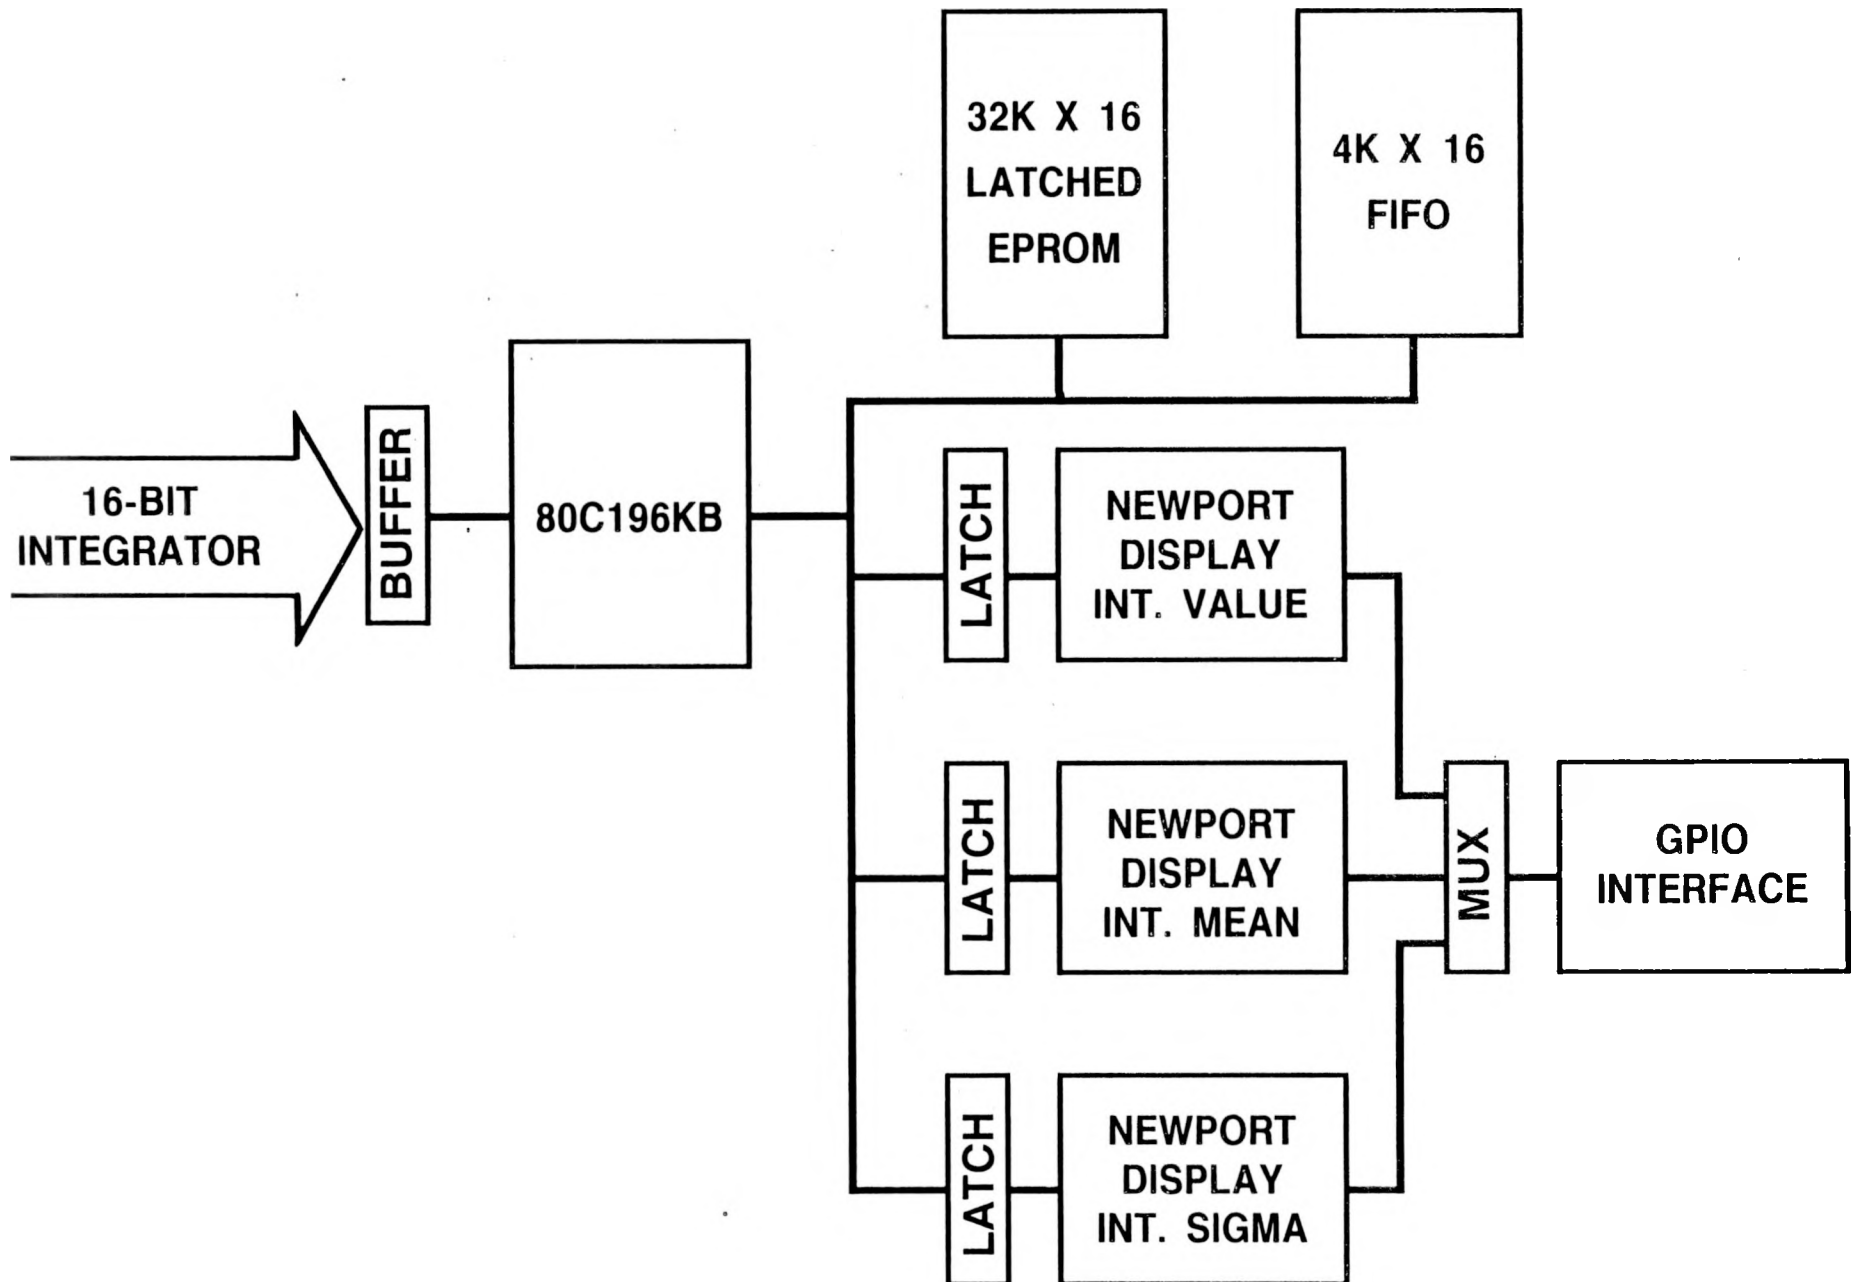 32K X 16
LATCHED
EPROM
4K X 16
FIFO
16-BIT
INTEGRATOR
BUFFER
80C196KB
LATCH
NEWPORT
DISPLAY
INT. VALUE
LATCH
NEWPORT
DISPLAY
INT. MEAN
MUX
GPIO
INTERFACE
LATCH
NEWPORT
DISPLAY
INT. SIGMA